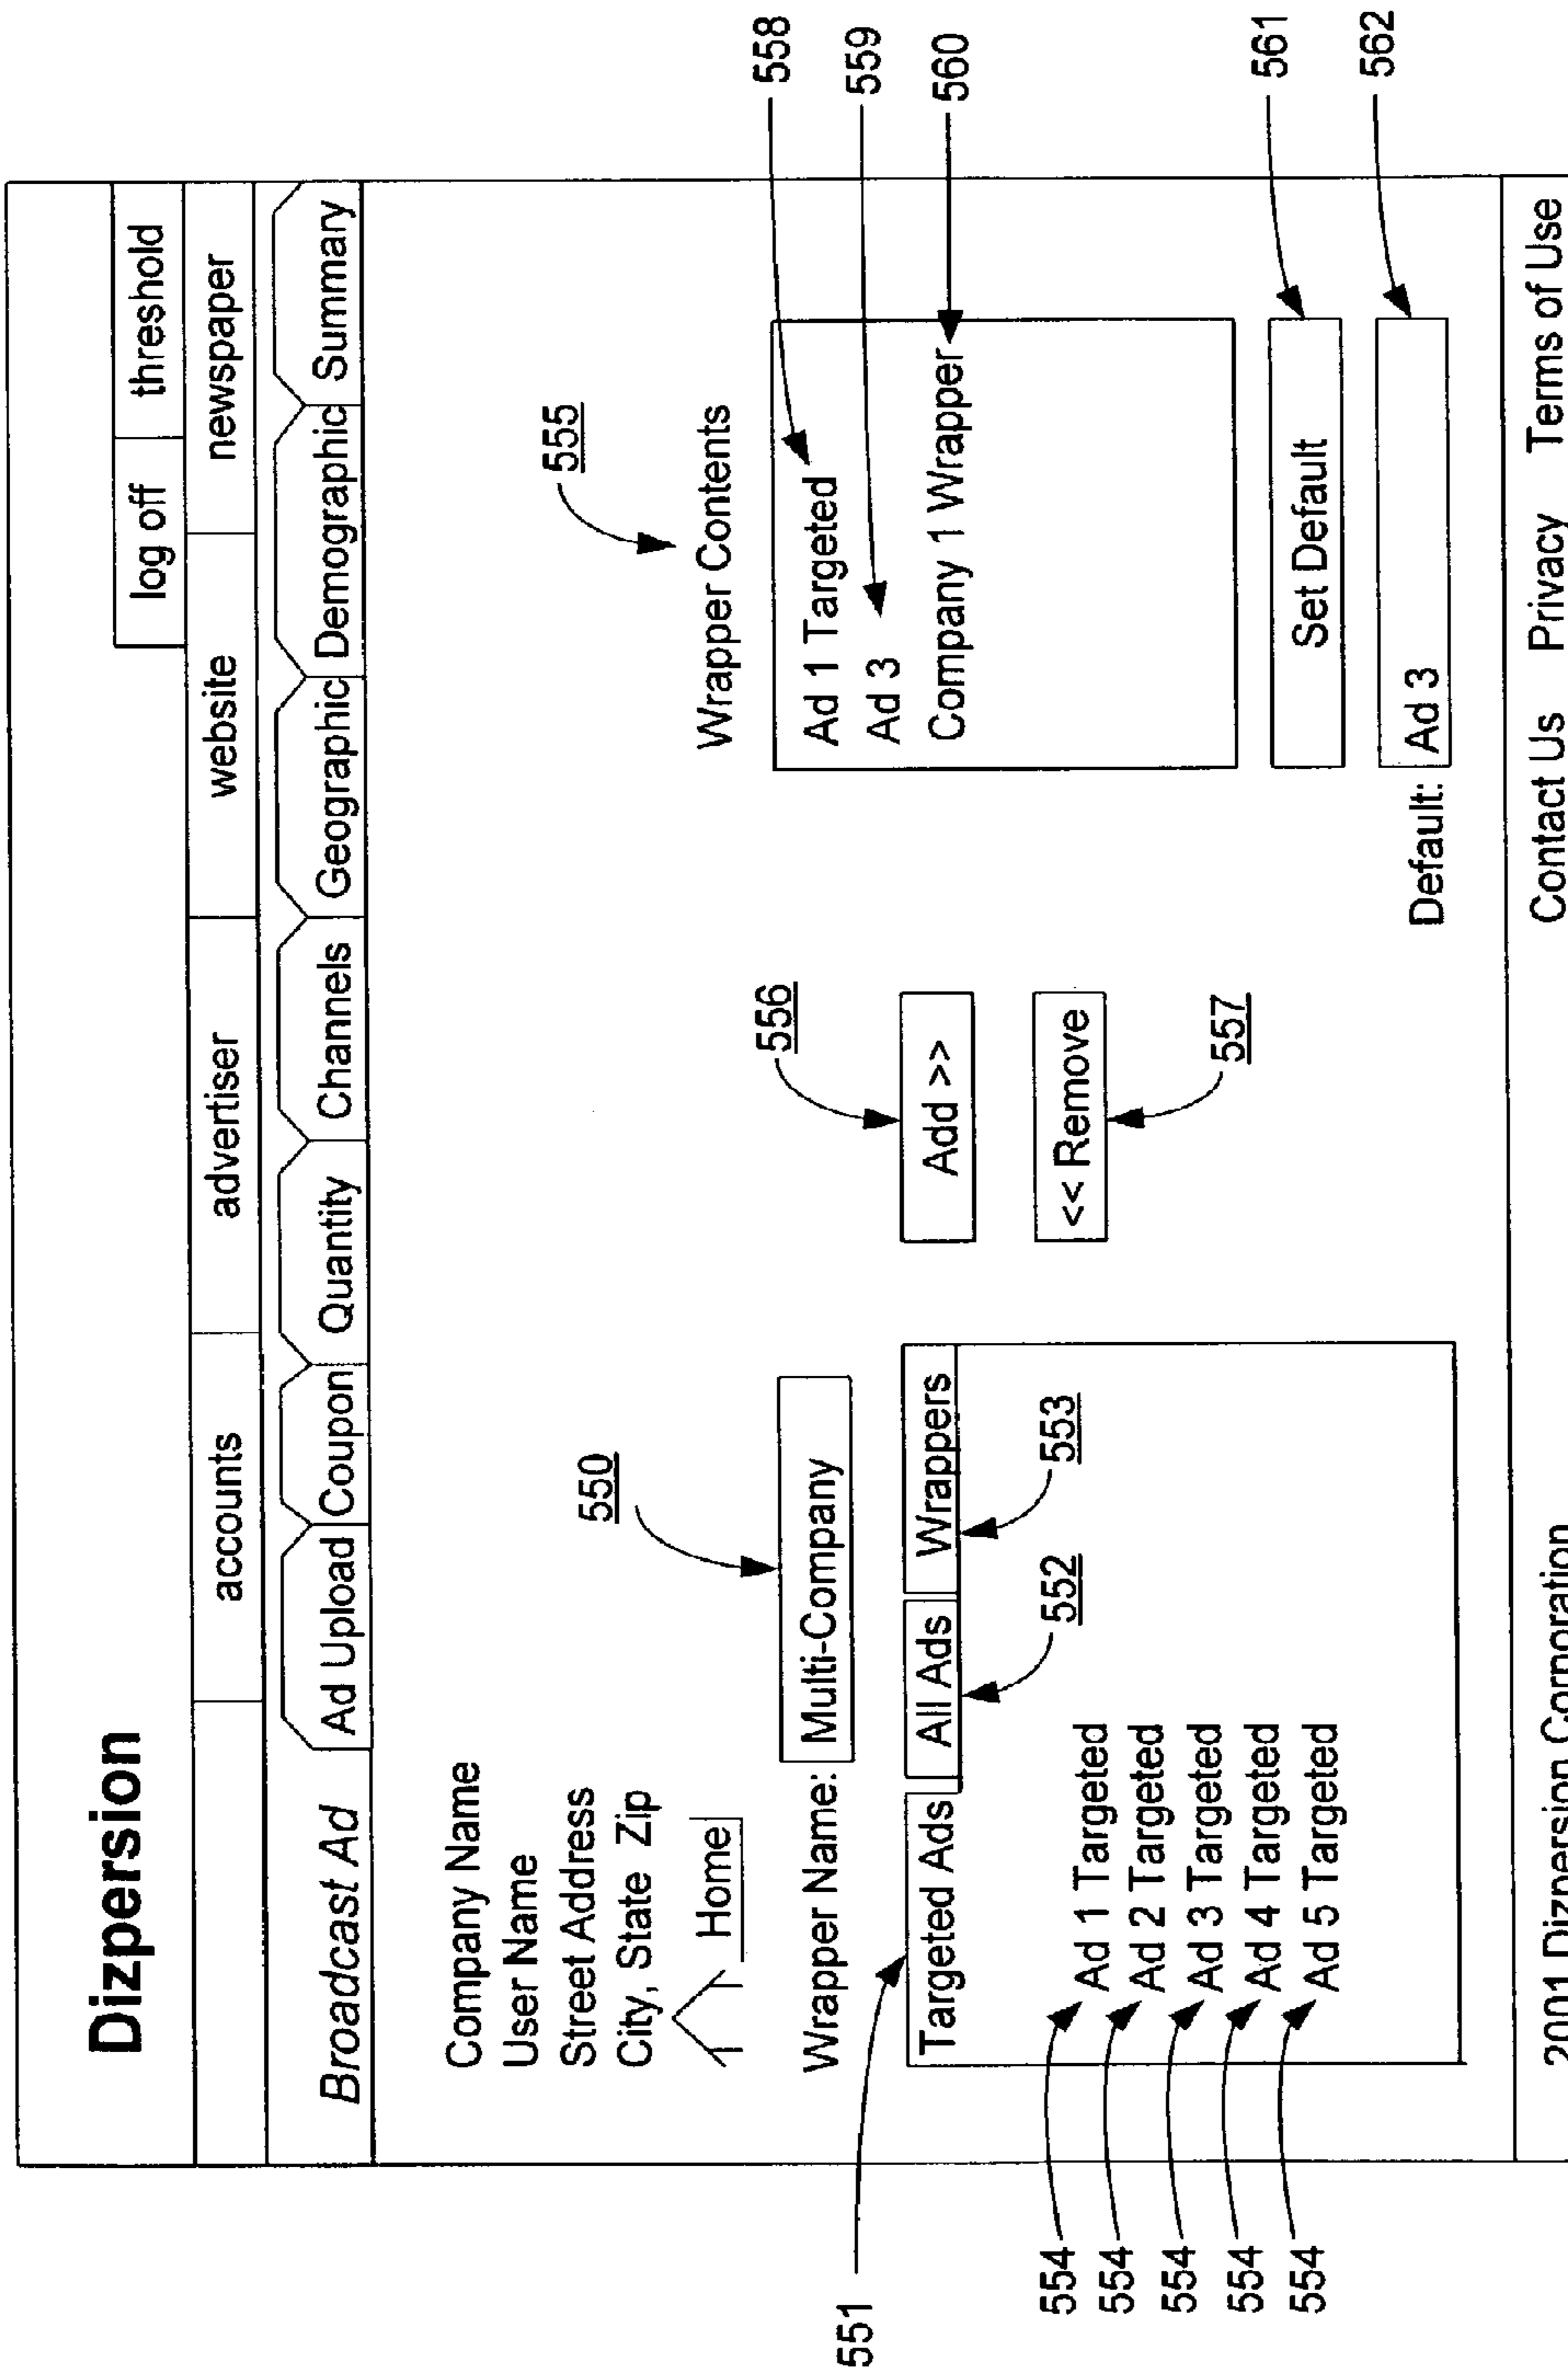 Dizpersion
log off threshold
accounts advertiser website newspaper
Broadcast Ad Ad Upload Coupon Quantity Channels Geographic Demographic Summary
Company Name
User Name
Street Address
City, State Zip
Home
550
555
Wrapper Name: Multi-Company
Wrapper Contents
551
Targeted Ads All Ads Wrappers
552
553
554 Ad 1 Targeted
554 Ad 2 Targeted
554 Ad 3 Targeted
554 Ad 4 Targeted
554 Ad 5 Targeted
556
Add >>
<< Remove
557
Ad 1 Targeted 558
Ad 3 559
Company 1 Wrapper 560
Set Default 561
Default: Ad 3 562
2001 Dizpersion Corporation Contact Us Privacy Terms of Use